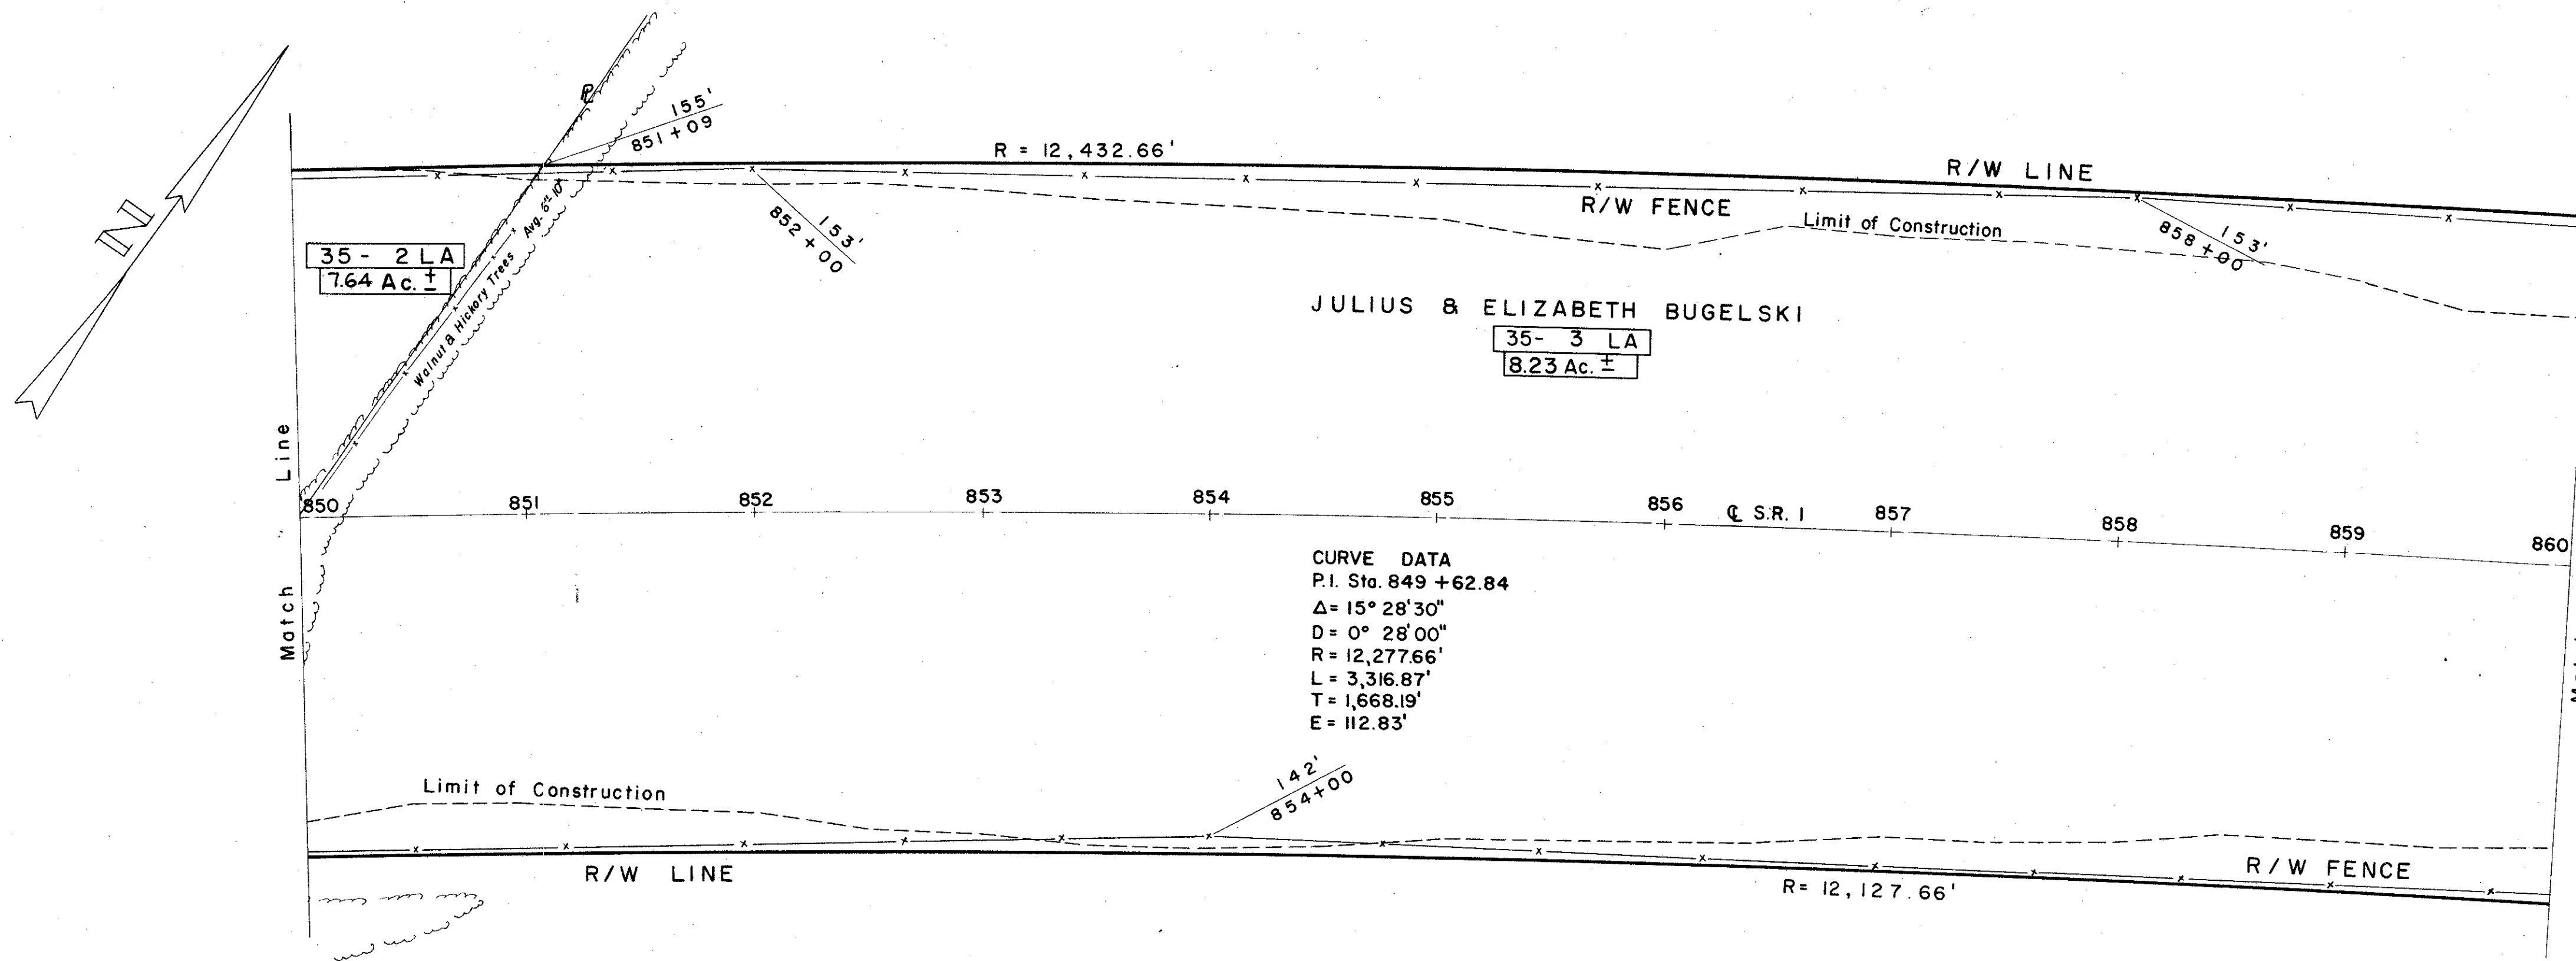 N
PL
155'
851 + 09
R = 12,432.66'
R/W LINE
R/W FENCE
Limit of Construction
153'
852 + 00
153'
858 + 00
35 - 2 LA
7.64 Ac. ±
Walnut & Hickory Trees Avg. 6"-10"
JULIUS & ELIZABETH BUGELSKI
35- 3 LA
8.23 Ac. ±
Match Line
850 851 852 853 854 855 856 ℄ S.R. 1 857 858 859 860
CURVE DATA
P.I. Sta. 849 +62.84
Δ= 15° 28'30"
D = 0° 28'00"
R = 12,277.66'
L = 3,316.87'
T = 1,668.19'
E = 112.83'
142'
854+00
Limit of Construction
R/W LINE
R/W FENCE
R= 12,127.66'